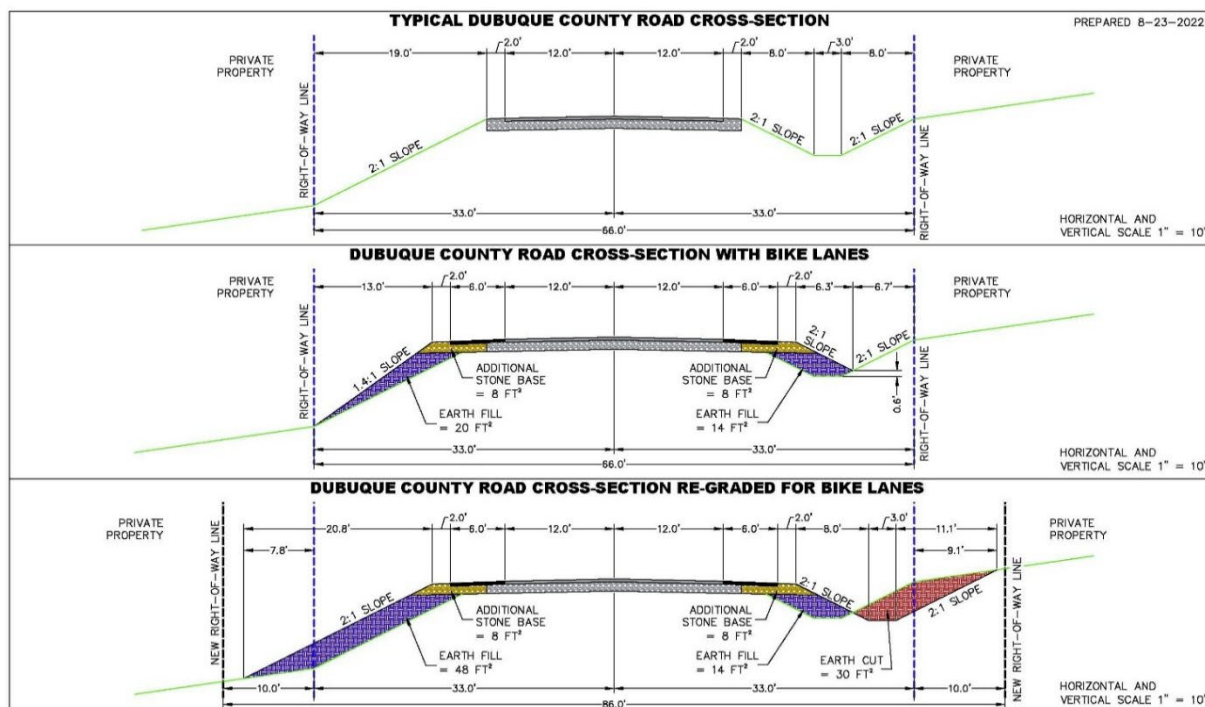 TYPICAL DUBUQUE COUNTY ROAD CROSS-SECTION
PREPARED 8-23-2022
PRIVATE
PROPERTY
RIGHT-OF-WAY LINE
19.0'
2.0'
12.0'
12.0'
2.0'
8.0'
3.0'
8.0'
PRIVATE
PROPERTY
2:1 SLOPE
2:1 SLOPE
2:1 SLOPE
RIGHT-OF-WAY LINE
33.0'
33.0'
66.0'
HORIZONTAL AND
VERTICAL SCALE 1" = 10'
DUBUQUE COUNTY ROAD CROSS-SECTION WITH BIKE LANES
PRIVATE
PROPERTY
RIGHT-OF-WAY LINE
13.0'
2.0'
6.0'
12.0'
12.0'
6.0'
2.0'
6.3'
6.7'
PRIVATE
PROPERTY
1.4:1 SLOPE
2:1
SLOPE
2:1 SLOPE
ADDITIONAL
STONE BASE
= 8 FT²
ADDITIONAL
STONE BASE
= 8 FT²
0.6'
EARTH FILL
= 20 FT²
EARTH FILL
= 14 FT²
RIGHT-OF-WAY LINE
33.0'
33.0'
66.0'
HORIZONTAL AND
VERTICAL SCALE 1" = 10'
DUBUQUE COUNTY ROAD CROSS-SECTION RE-GRADED FOR BIKE LANES
PRIVATE
PROPERTY
NEW RIGHT-OF-WAY LINE
20.8'
2.0'
6.0'
12.0'
12.0'
6.0'
2.0'
8.0'
3.0'
11.1'
7.8'
9.1'
PRIVATE
PROPERTY
2:1 SLOPE
2:1 SLOPE
2:1 SLOPE
ADDITIONAL
STONE BASE
= 8 FT²
ADDITIONAL
STONE BASE
= 8 FT²
EARTH FILL
= 48 FT²
EARTH FILL
= 14 FT²
EARTH CUT
= 30 FT²
NEW RIGHT-OF-WAY LINE
10.0'
33.0'
33.0'
10.0'
86.0'
HORIZONTAL AND
VERTICAL SCALE 1" = 10'